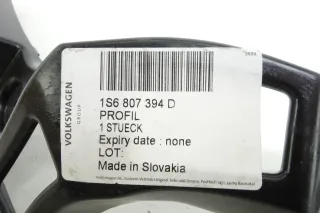 VOLKSWAGEN
GROUP
1S6 807 394 D
PROFIL
1 STUECK
Expiry date : none
LOT:
Made in Slovakia